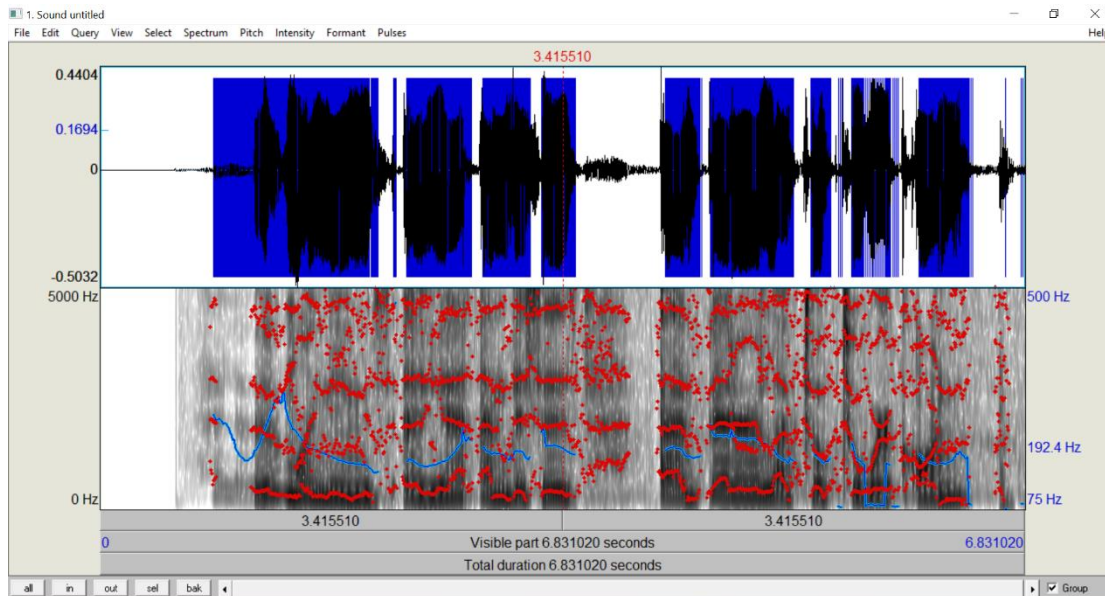 1. Sound untitled
File Edit Query View Select Spectrum Pitch Intensity Formant Pulses Help
3.415510
0.4404
0.1694
0
-0.5032
5000 Hz 500 Hz
192.4 Hz
0 Hz 75 Hz
3.415510 3.415510
0 Visible part 6.831020 seconds 6.831020
Total duration 6.831020 seconds
all in out sel bak Group